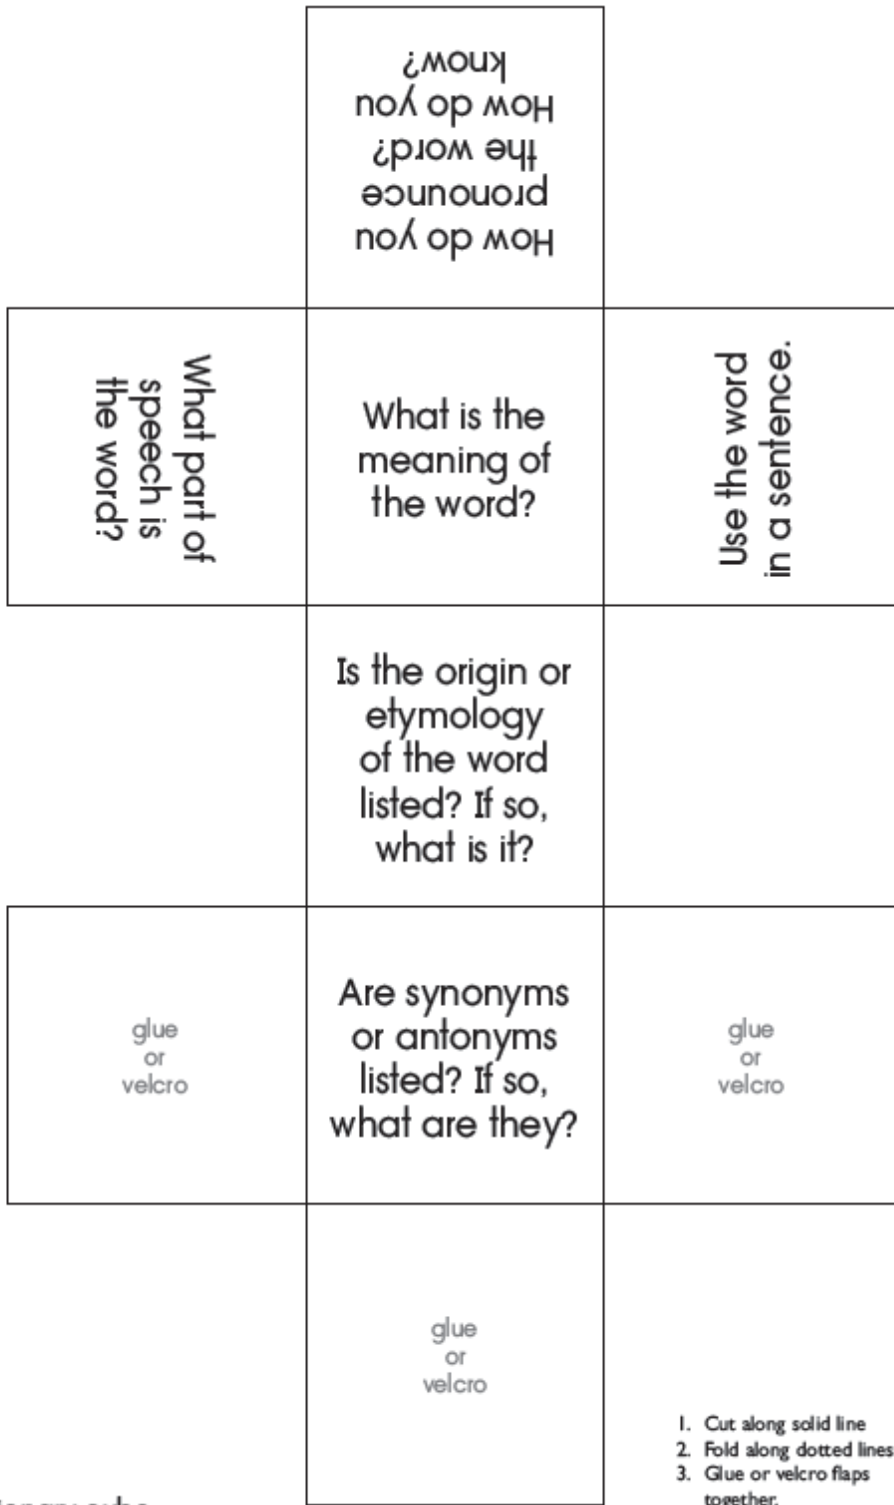 How do you
pronounce
the word?
How do you
know?
What part of
speech is
the word?
What is the
meaning of
the word?
Use the word
in a sentence.
Is the origin or
etymology
of the word
listed? If so,
what is it?
glue
or
velcro
Are synonyms
or antonyms
listed? If so,
what are they?
glue
or
velcro
glue
or
velcro
1. Cut along solid line
2. Fold along dotted lines
3. Glue or velcro flaps
together.